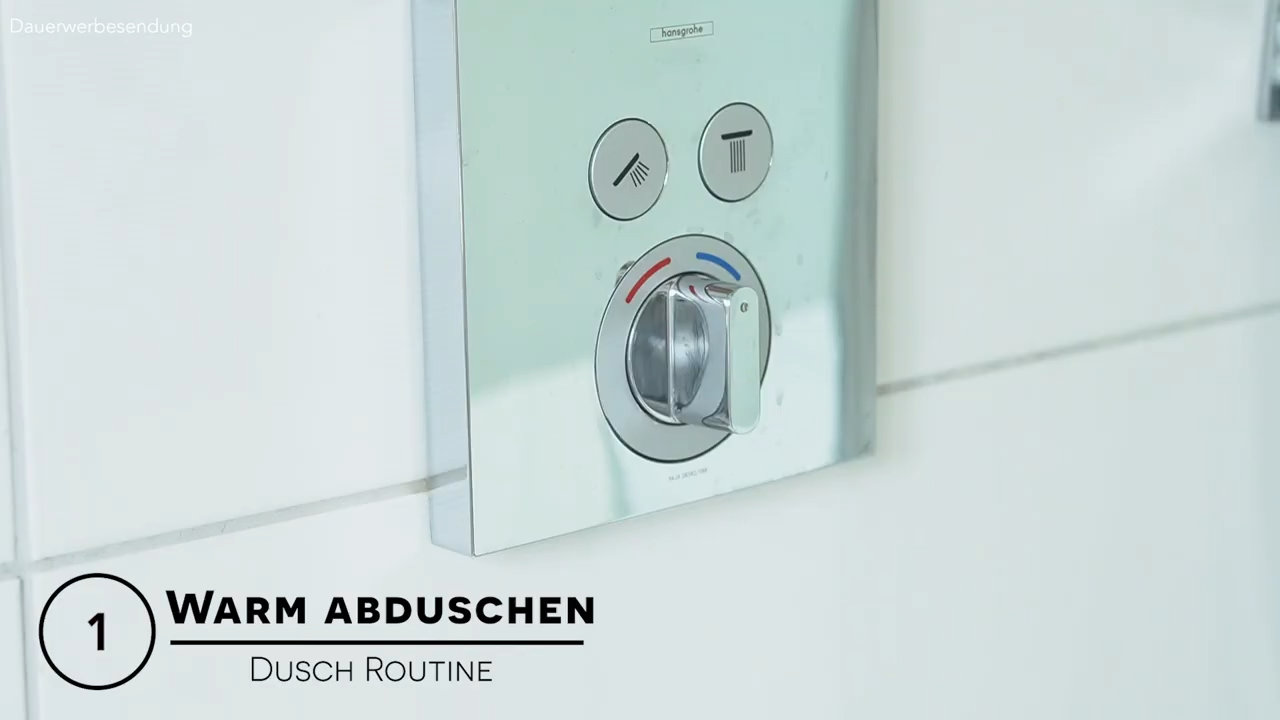 Dauerwerbesendung
hansgrohe
1
WARM ABDUSCHEN
DUSCH ROUTINE